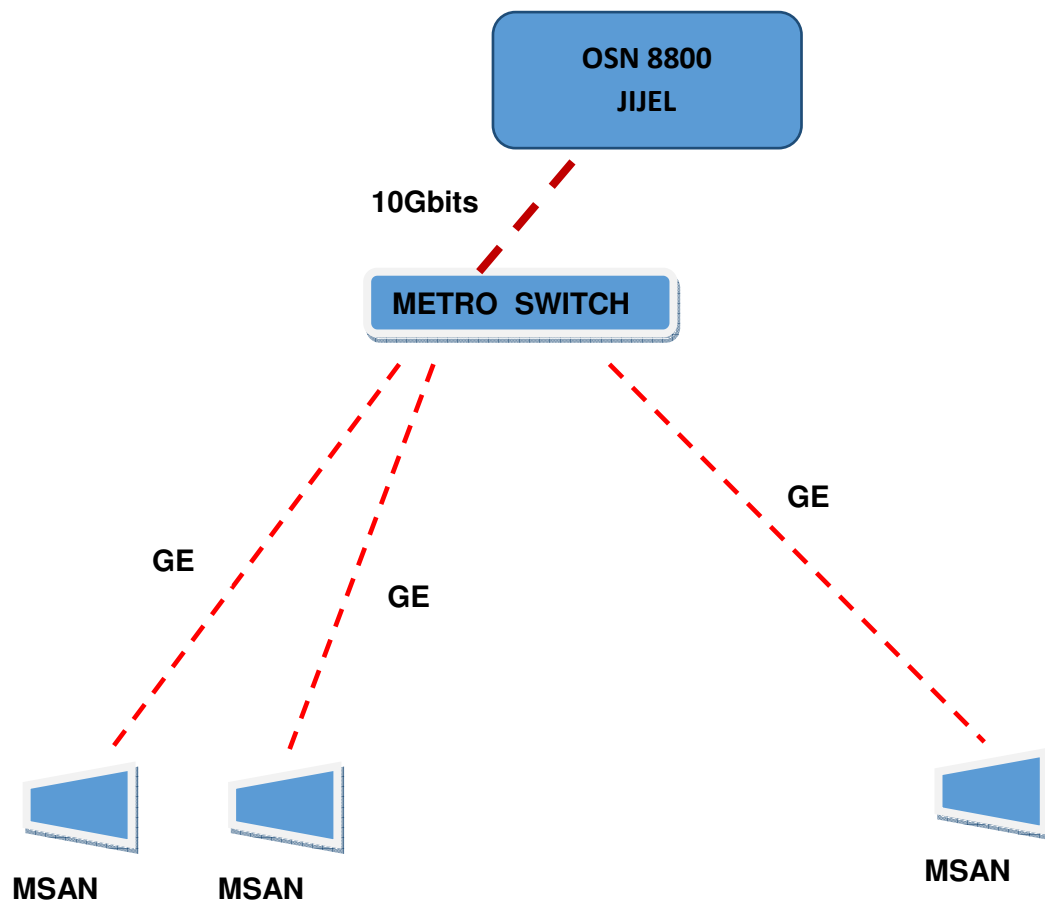 OSN 8800
JIJEL
10Gbits
METRO  SWITCH
GE
GE
GE
MSAN
MSAN
MSAN